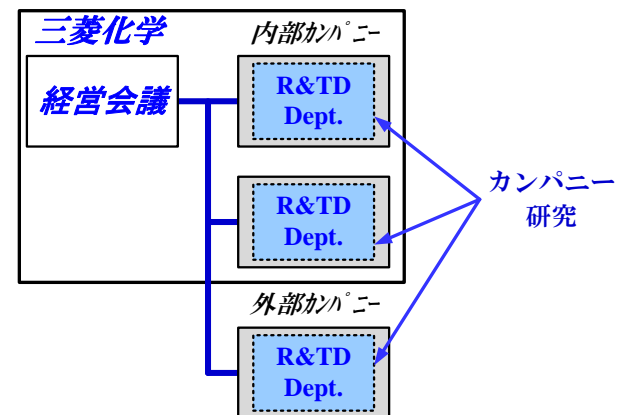 三菱化学
内部ｶﾝﾊﾟﾆｰ
経営会議
R&TD
Dept.
R&TD
Dept.
カンパニー
研究
外部ｶﾝﾊﾟﾆｰ
R&TD
Dept.